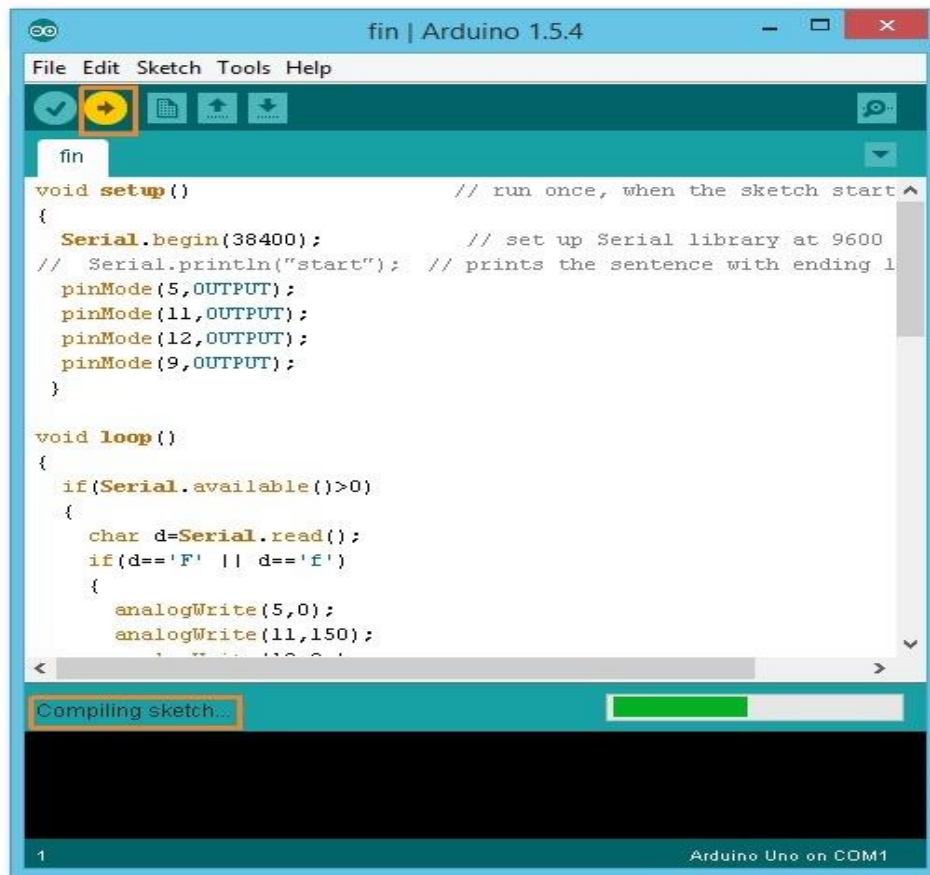 fin | Arduino 1.5.4
File Edit Sketch Tools Help
fin
void setup() // run once, when the sketch start
{
Serial.begin(38400); // set up Serial library at 9600
// Serial.println("start"); // prints the sentence with ending l
pinMode(5,OUTPUT);
pinMode(11,OUTPUT);
pinMode(12,OUTPUT);
pinMode(9,OUTPUT);
}
void loop()
{
if(Serial.available()>0)
{
char d=Serial.read();
if(d=='F' || d=='f')
{
analogWrite(5,0);
analogWrite(11,150);
Compiling sketch...
1 Arduino Uno on COM1